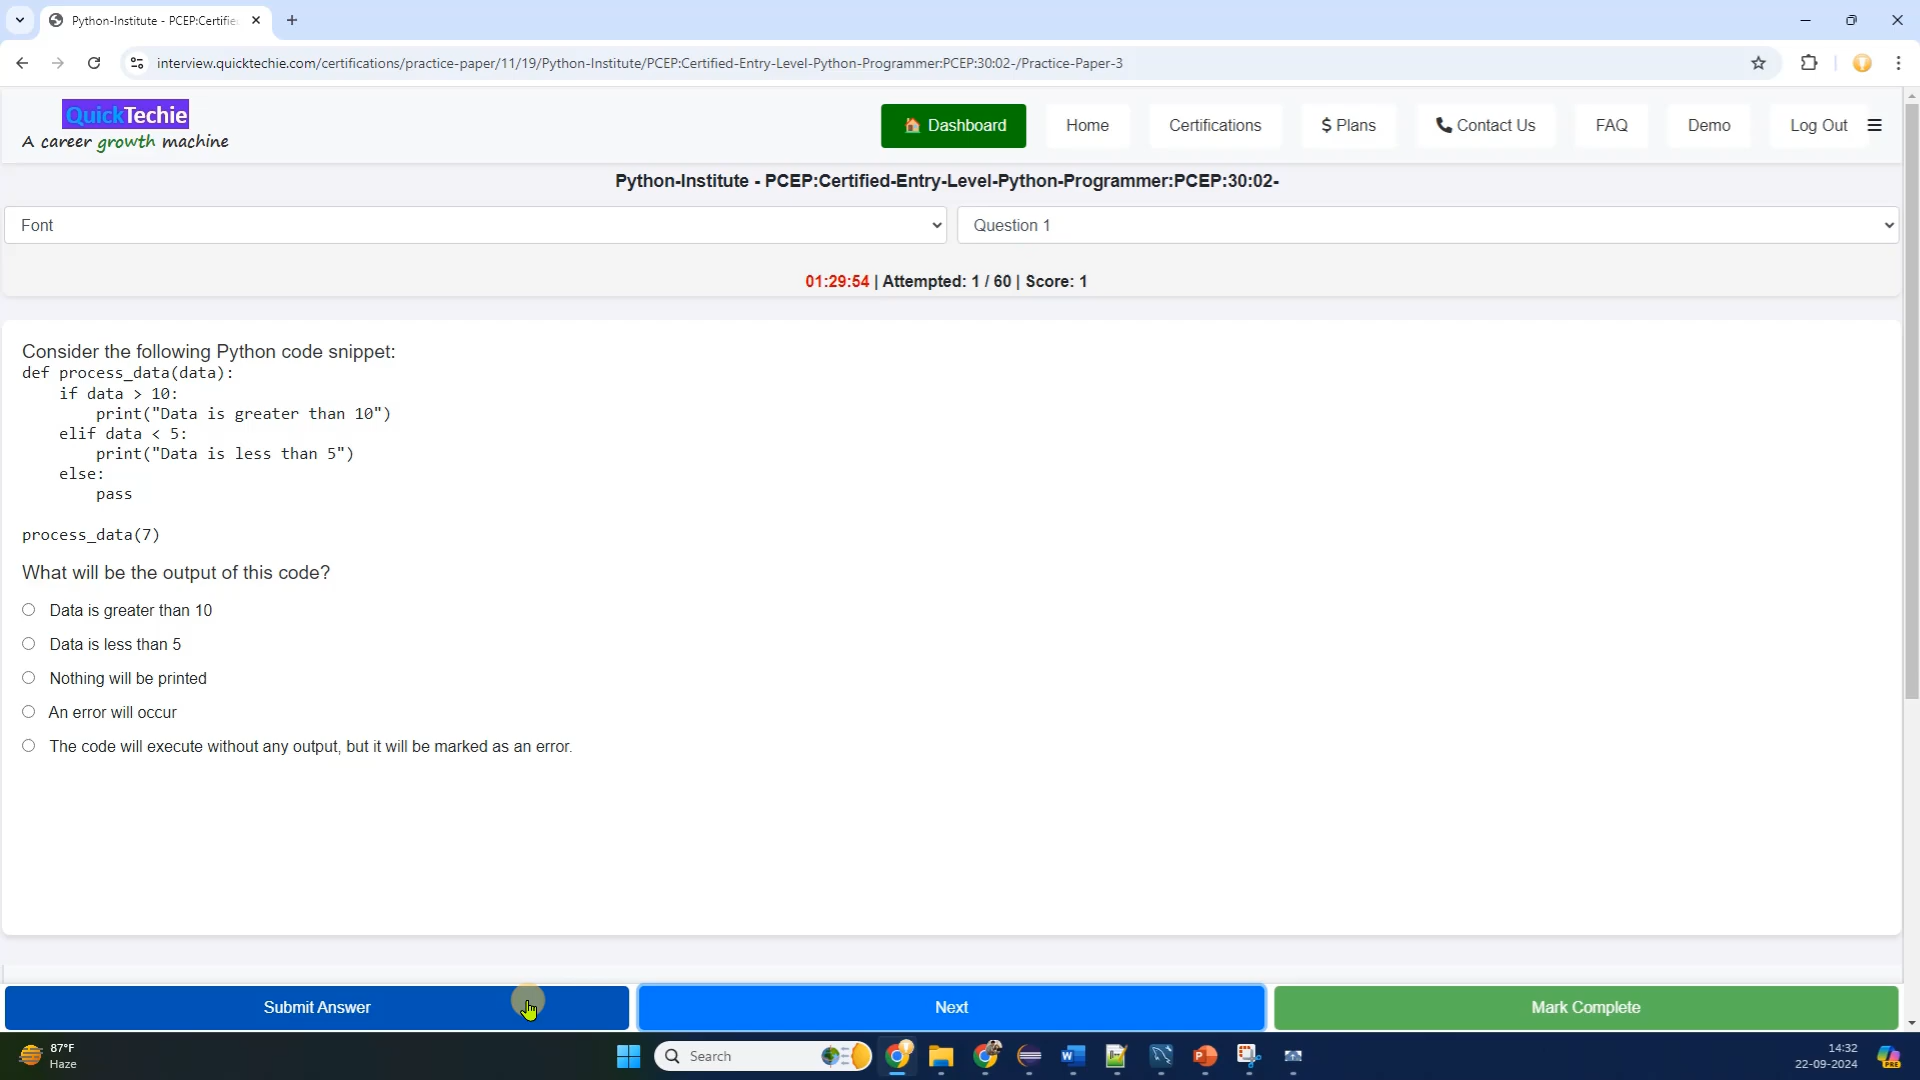 Python-Institute - PCEP:Certifie
interview.quicktechie.com/certifications/practice-paper/11/19/Python-Institute/PCEP:Certified-Entry-Level-Python-Programmer:PCEP:30:02-/Practice-Paper-3
QuickTechie
A career growth machine
Dashboard
Home
Certifications
$ Plans
Contact Us
FAQ
Demo
Log Out
Python-Institute - PCEP:Certified-Entry-Level-Python-Programmer:PCEP:30:02-
Font
Question 1
01:29:54 | Attempted: 1 / 60 | Score: 1
Consider the following Python code snippet:
def process_data(data):
    if data > 10:
        print("Data is greater than 10")
    elif data < 5:
        print("Data is less than 5")
    else:
        pass
process_data(7)
What will be the output of this code?
Data is greater than 10
Data is less than 5
Nothing will be printed
An error will occur
The code will execute without any output, but it will be marked as an error.
Submit Answer
Next
Mark Complete
87°F
Haze
Search
14:32
22-09-2024
PRE